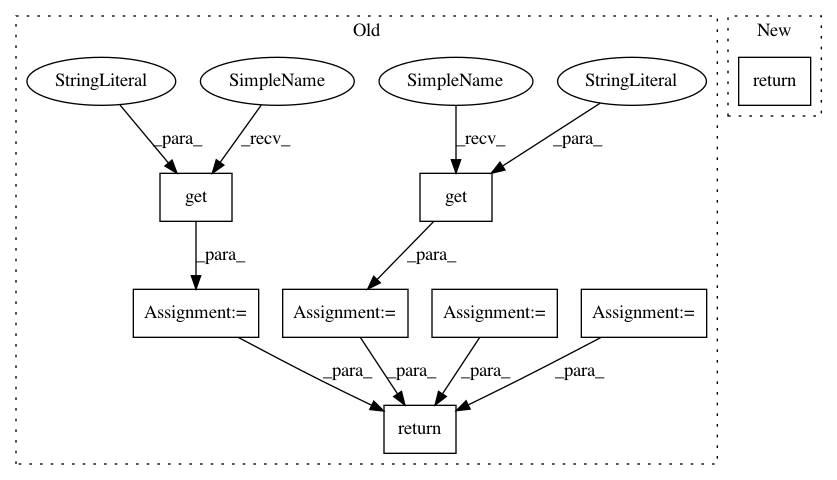 Old
New
StringLiteral
SimpleName
SimpleName
StringLiteral
return
_para_
_recv_
_recv_
_para_
get
get
_para_
_para_
Assignment:=
Assignment:=
Assignment:=
Assignment:=
_para_
_para_
_para_
_para_
return